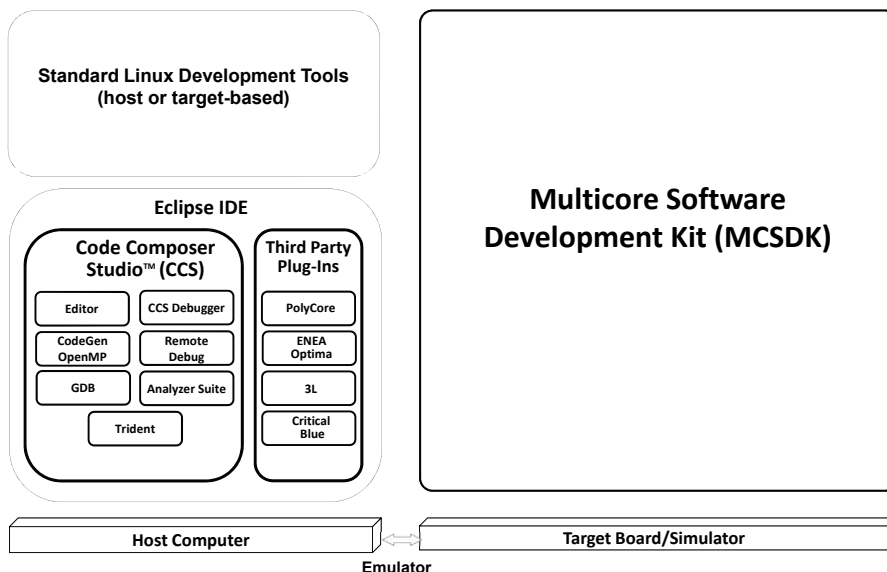 Standard Linux Development Tools
(host or target-based)
Eclipse IDE
Code Composer
Studio™ (CCS)
Editor
CCS Debugger
CodeGen
OpenMP
Remote
Debug
GDB
Analyzer Suite
Trident
Third Party
Plug-Ins
PolyCore
ENEA
Optima
3L
Critical
Blue
Multicore Software
Development Kit (MCSDK)
Host Computer
Target Board/Simulator
Emulator